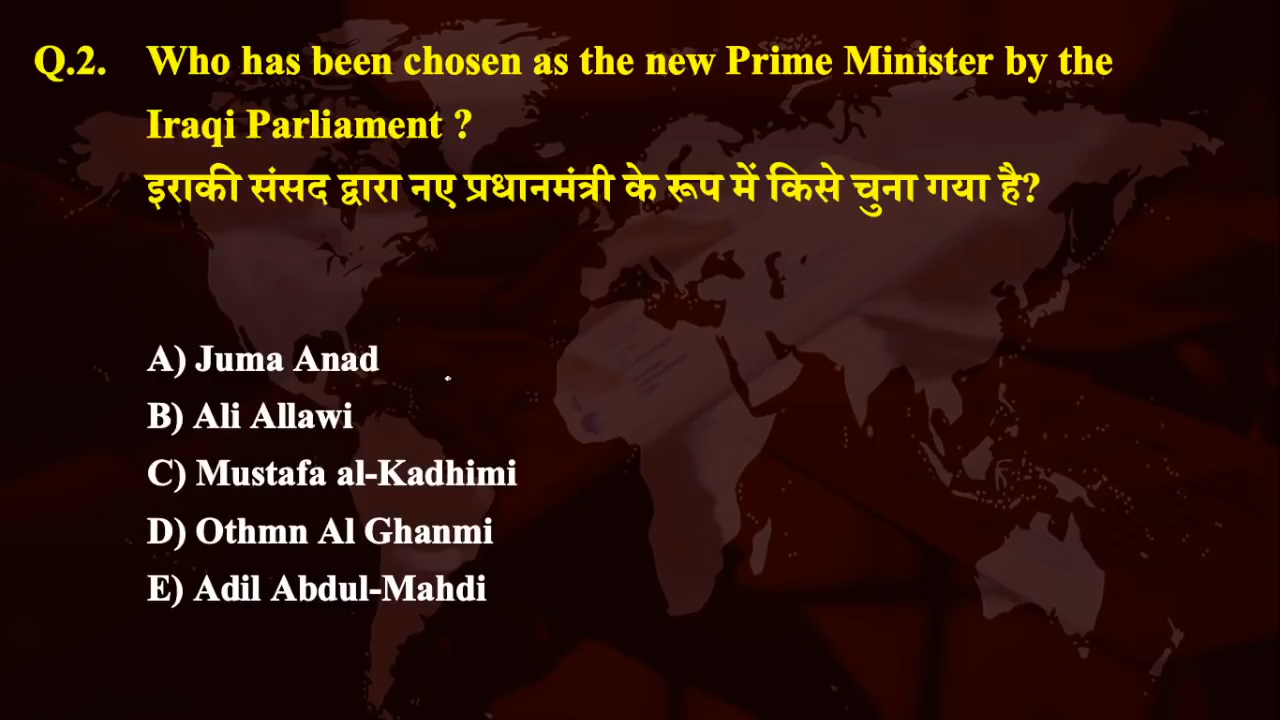 Q.2. Who has been chosen as the new Prime Minister by the
Iraqi Parliament ?
इराकी संसद द्वारा नए प्रधानमंत्री के रूप में किसे चुना गया है?
A) Juma Anad
B) Ali Allawi
C) Mustafa al-Kadhimi
D) Othmn Al Ghanmi
E) Adil Abdul-Mahdi